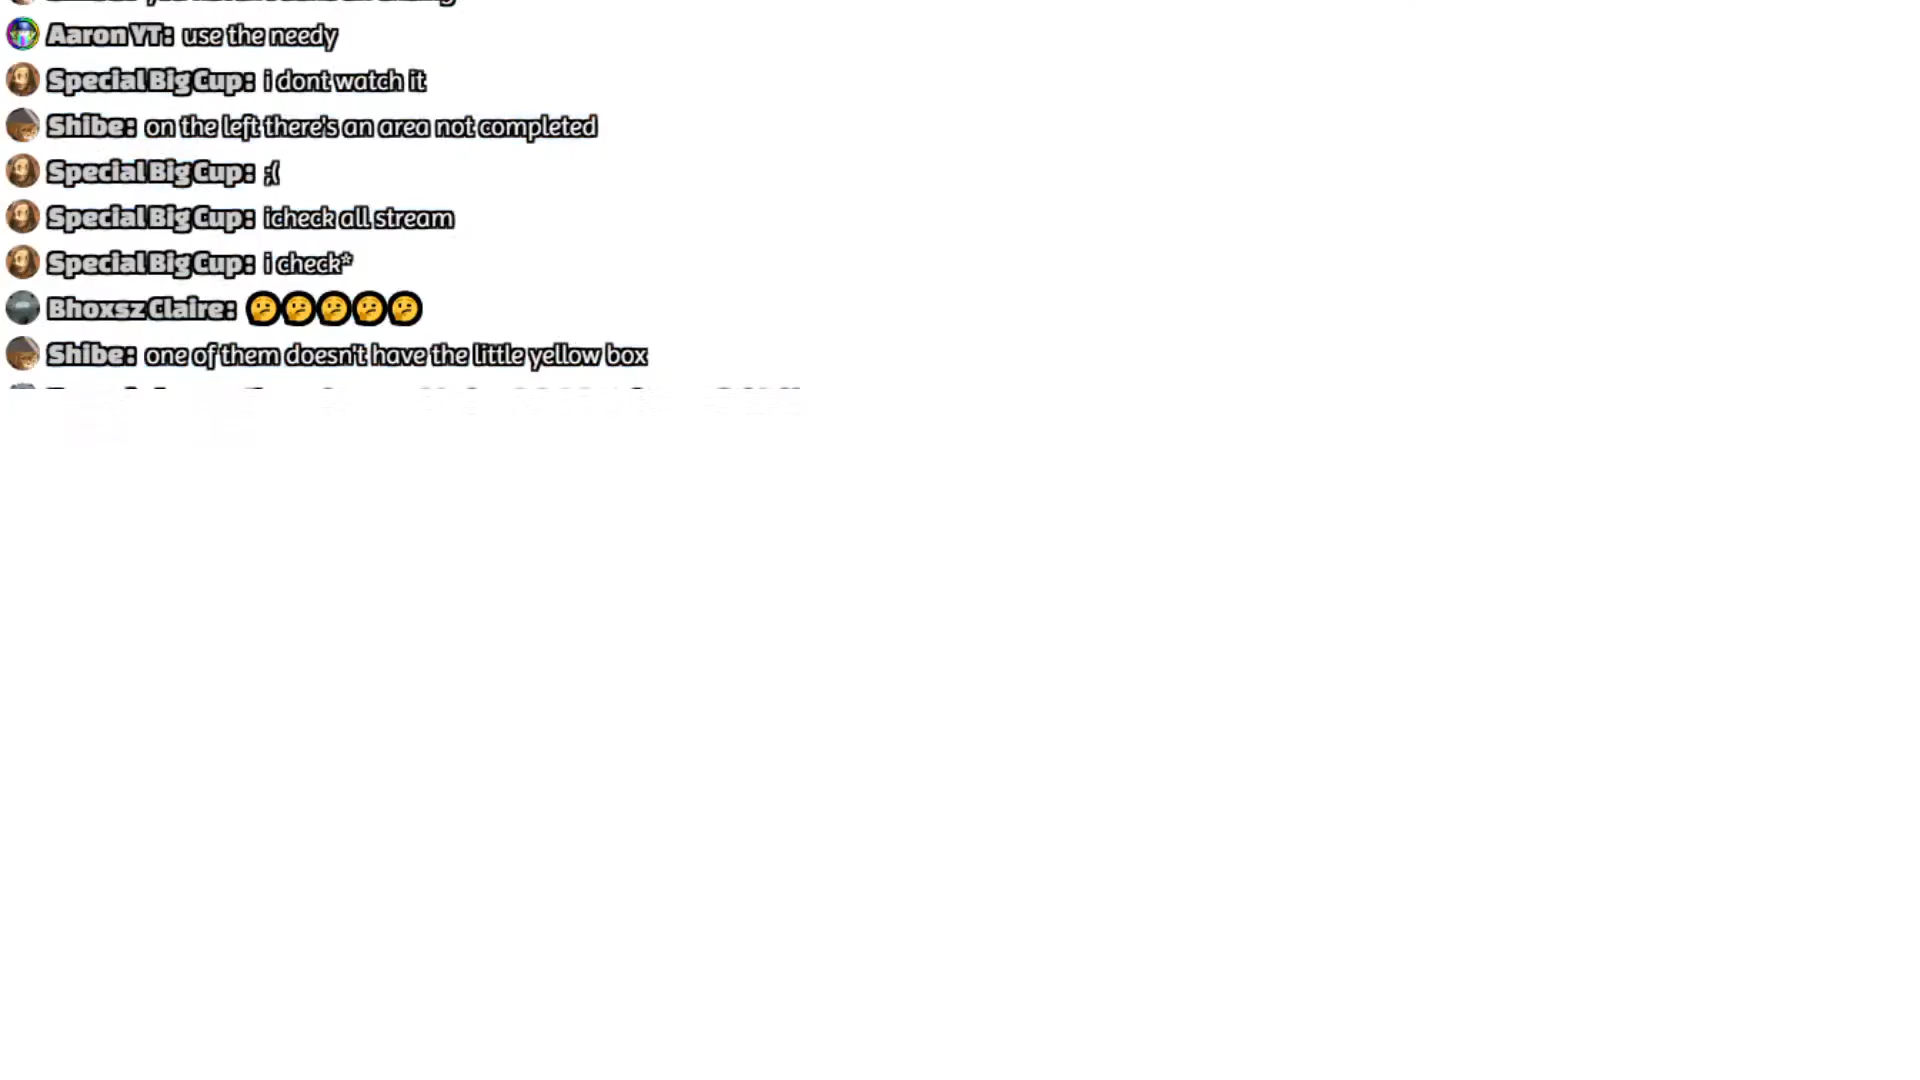 Aaron YT: use the needy
Special Big Cup: i dont watch it
Shibe: on the left there's an area not completed
Special Big Cup: ;(
Special Big Cup: icheck all stream
Special Big Cup: i check*
Bhoxsz Claire: 🤔🤔🤔🤔🤔
Shibe: one of them doesn't have the little yellow box